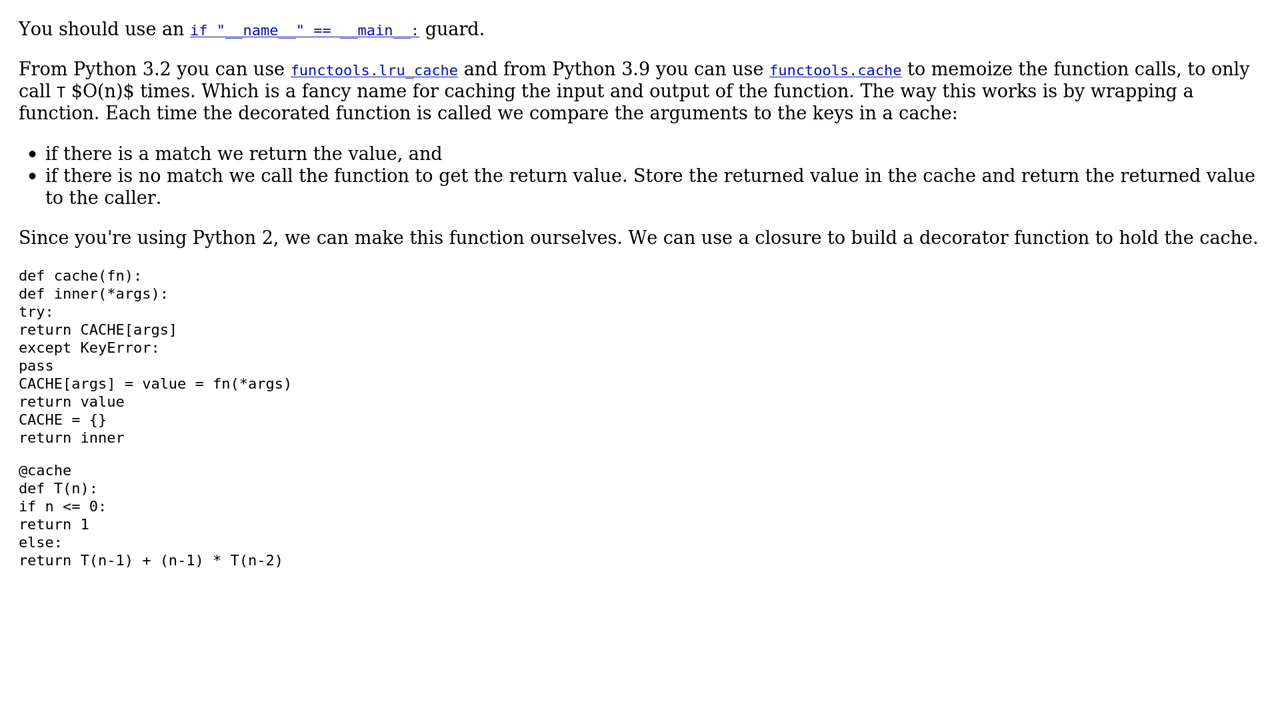 You should use an if "__name__" == __main__: guard.
From Python 3.2 you can use functools.lru_cache and from Python 3.9 you can use functools.cache to memoize the function calls, to only
call T $O(n)$ times. Which is a fancy name for caching the input and output of the function. The way this works is by wrapping a
function. Each time the decorated function is called we compare the arguments to the keys in a cache:
• if there is a match we return the value, and
• if there is no match we call the function to get the return value. Store the returned value in the cache and return the returned value
to the caller.
Since you're using Python 2, we can make this function ourselves. We can use a closure to build a decorator function to hold the cache.
def cache(fn):
def inner(*args):
try:
return CACHE[args]
except KeyError:
pass
CACHE[args] = value = fn(*args)
return value
CACHE = {}
return inner
@cache
def T(n):
if n <= 0:
return 1
else:
return T(n-1) + (n-1) * T(n-2)